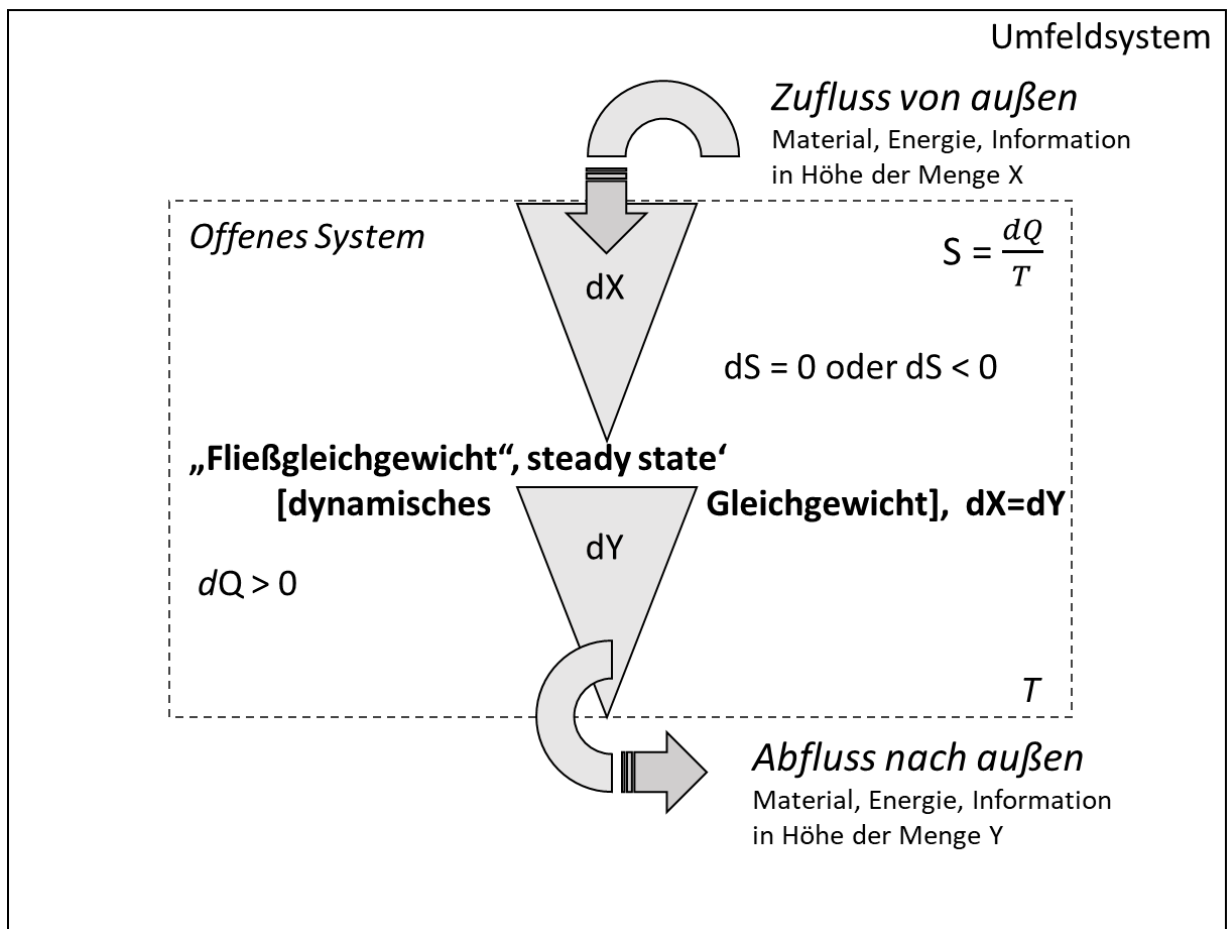 Umfeldsystem
Zufluss von außen
Material, Energie, Information
in Höhe der Menge X
Offenes System
S = dQ/T
dX
dS = 0 oder dS < 0
„Fließgleichgewicht“, steady state‘
[dynamisches Gleichgewicht], dX=dY
dY
dQ > 0
T
Abfluss nach außen
Material, Energie, Information
in Höhe der Menge Y